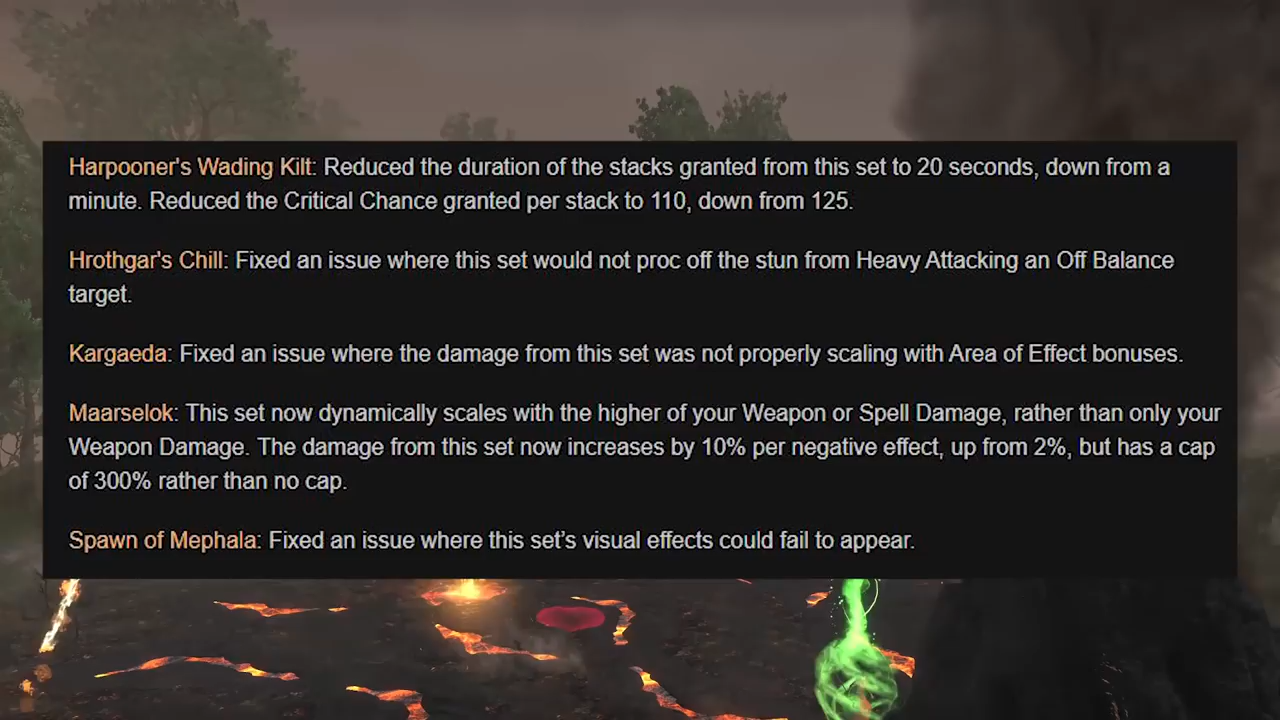 Harpooner's Wading Kilt: Reduced the duration of the stacks granted from this set to 20 seconds, down from a
minute. Reduced the Critical Chance granted per stack to 110, down from 125.
Hrothgar's Chill: Fixed an issue where this set would not proc off the stun from Heavy Attacking an Off Balance
target.
Kargaeda: Fixed an issue where the damage from this set was not properly scaling with Area of Effect bonuses.
Maarselok: This set now dynamically scales with the higher of your Weapon or Spell Damage, rather than only your
Weapon Damage. The damage from this set now increases by 10% per negative effect, up from 2%, but has a cap
of 300% rather than no cap.
Spawn of Mephala: Fixed an issue where this set’s visual effects could fail to appear.